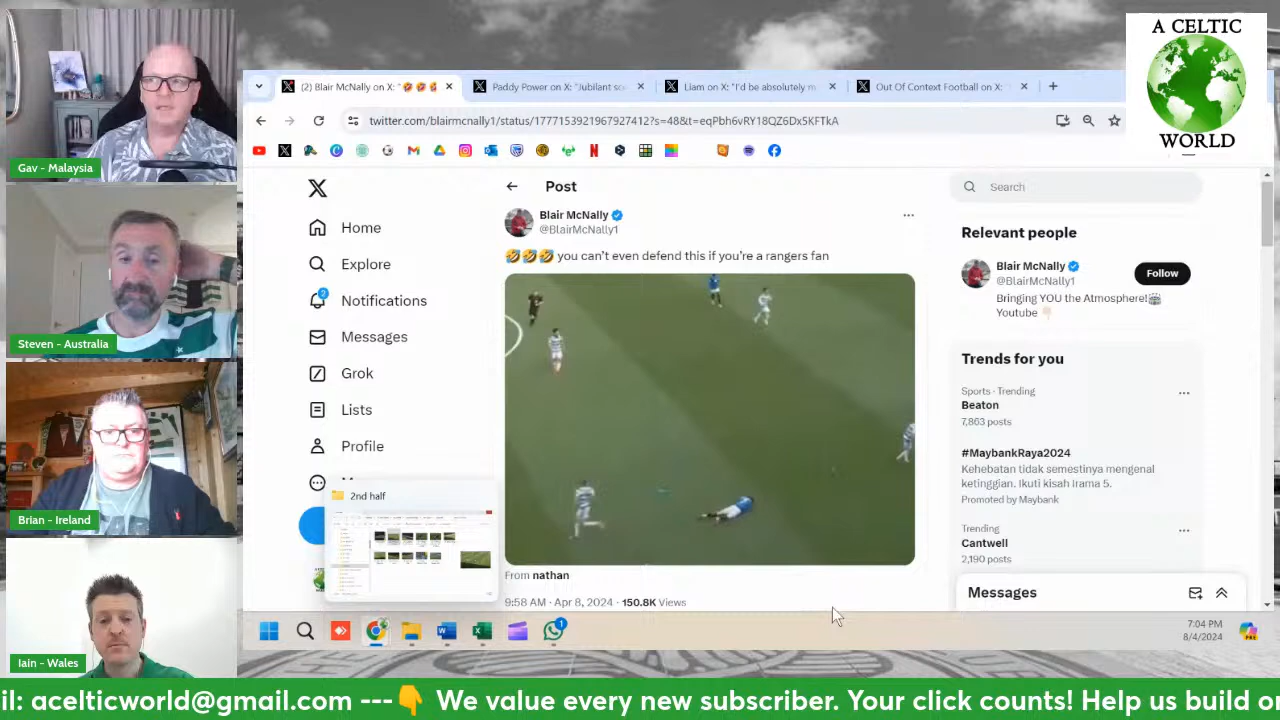 A CELTIC
WORLD
Gav - Malaysia
Steven - Australia
Brian - Ireland
Iain - Wales
(2) Blair McNally on X: "🤣🤣🤣
Paddy Power on X: "Jubilant sc
Liam on X: "I'd be absolutely m
Out Of Context Football on X: "
twitter.com/blairmcnally1/status/1777153921967927412?s=48&t=eqPbh6vRY18QZ6Dx5KFTkA
Home
Explore
2
Notifications
Messages
Grok
Lists
Profile
2nd half
Post
Blair McNally
@BlairMcNally1
🤣🤣🤣 you can't even defend this if you're a rangers fan
From nathan
9:58 AM · Apr 8, 2024 · 150.8K Views
Search
Relevant people
Blair McNally
@BlairMcNally1
Follow
Bringing YOU the Atmosphere!🏟
Youtube 👇🏻
Trends for you
Sports · Trending
Beaton
7,863 posts
#MaybankRaya2024
Kehebatan tidak semestinya mengenal
ketinggian. Ikuti kisah Irama 5.
Promoted by Maybank
Trending
Cantwell
2,190 posts
Messages
1
7:04 PM
8/4/2024
il: acelticworld@gmail.com ---👇 We value every new subscriber. Your click counts! Help us build o